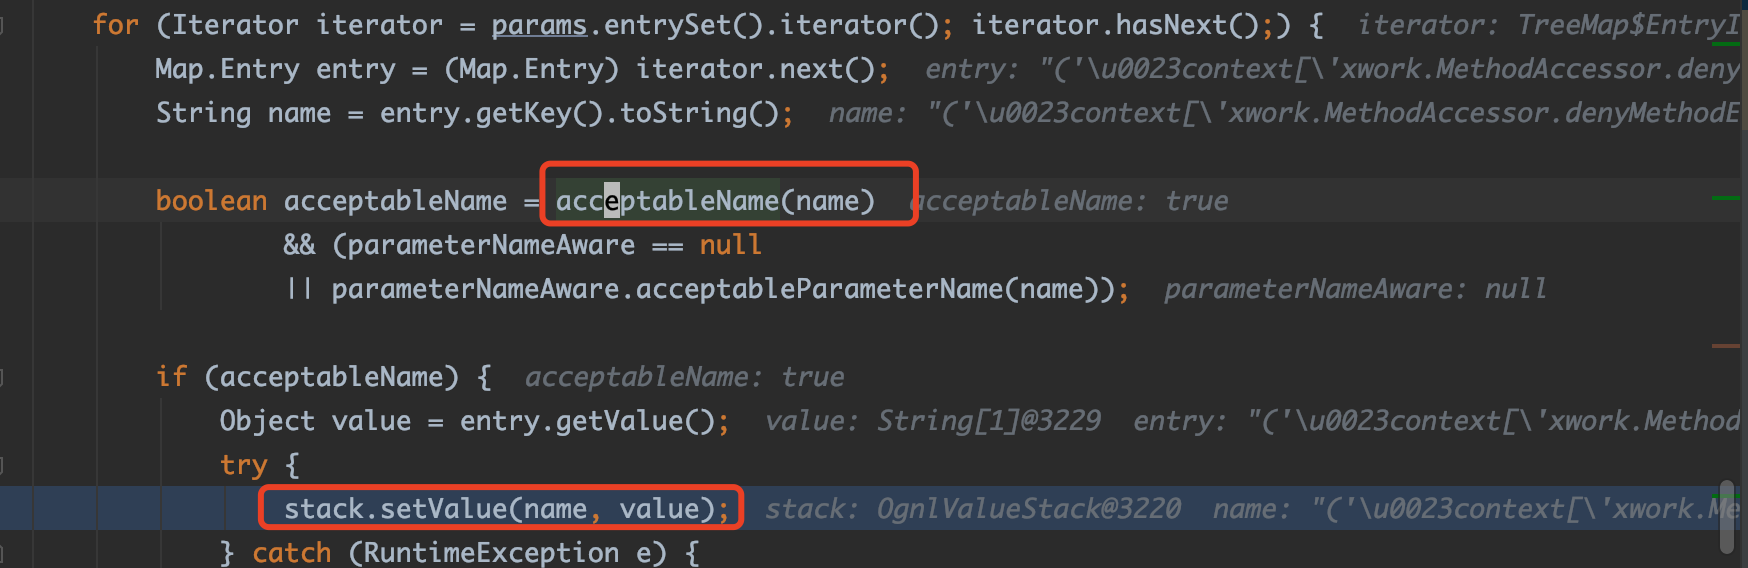 for (Iterator iterator = params.entrySet().iterator(); iterator.hasNext();) {  iterator: TreeMap$EntryI
Map.Entry entry = (Map.Entry) iterator.next();  entry: "('\u0023context[\'xwork.MethodAccessor.deny
String name = entry.getKey().toString();  name: "('\u0023context[\'xwork.MethodAccessor.denyMethodE
boolean acceptableName = acceptableName(name)  acceptableName: true
&& (parameterNameAware == null
|| parameterNameAware.acceptableParameterName(name));  parameterNameAware: null
if (acceptableName) {  acceptableName: true
Object value = entry.getValue();  value: String[1]@3229  entry: "('\u0023context[\'xwork.Method
try {
stack.setValue(name, value);  stack: OgnlValueStack@3220  name: "('\u0023context[\'xwork.Me
} catch (RuntimeException e) {